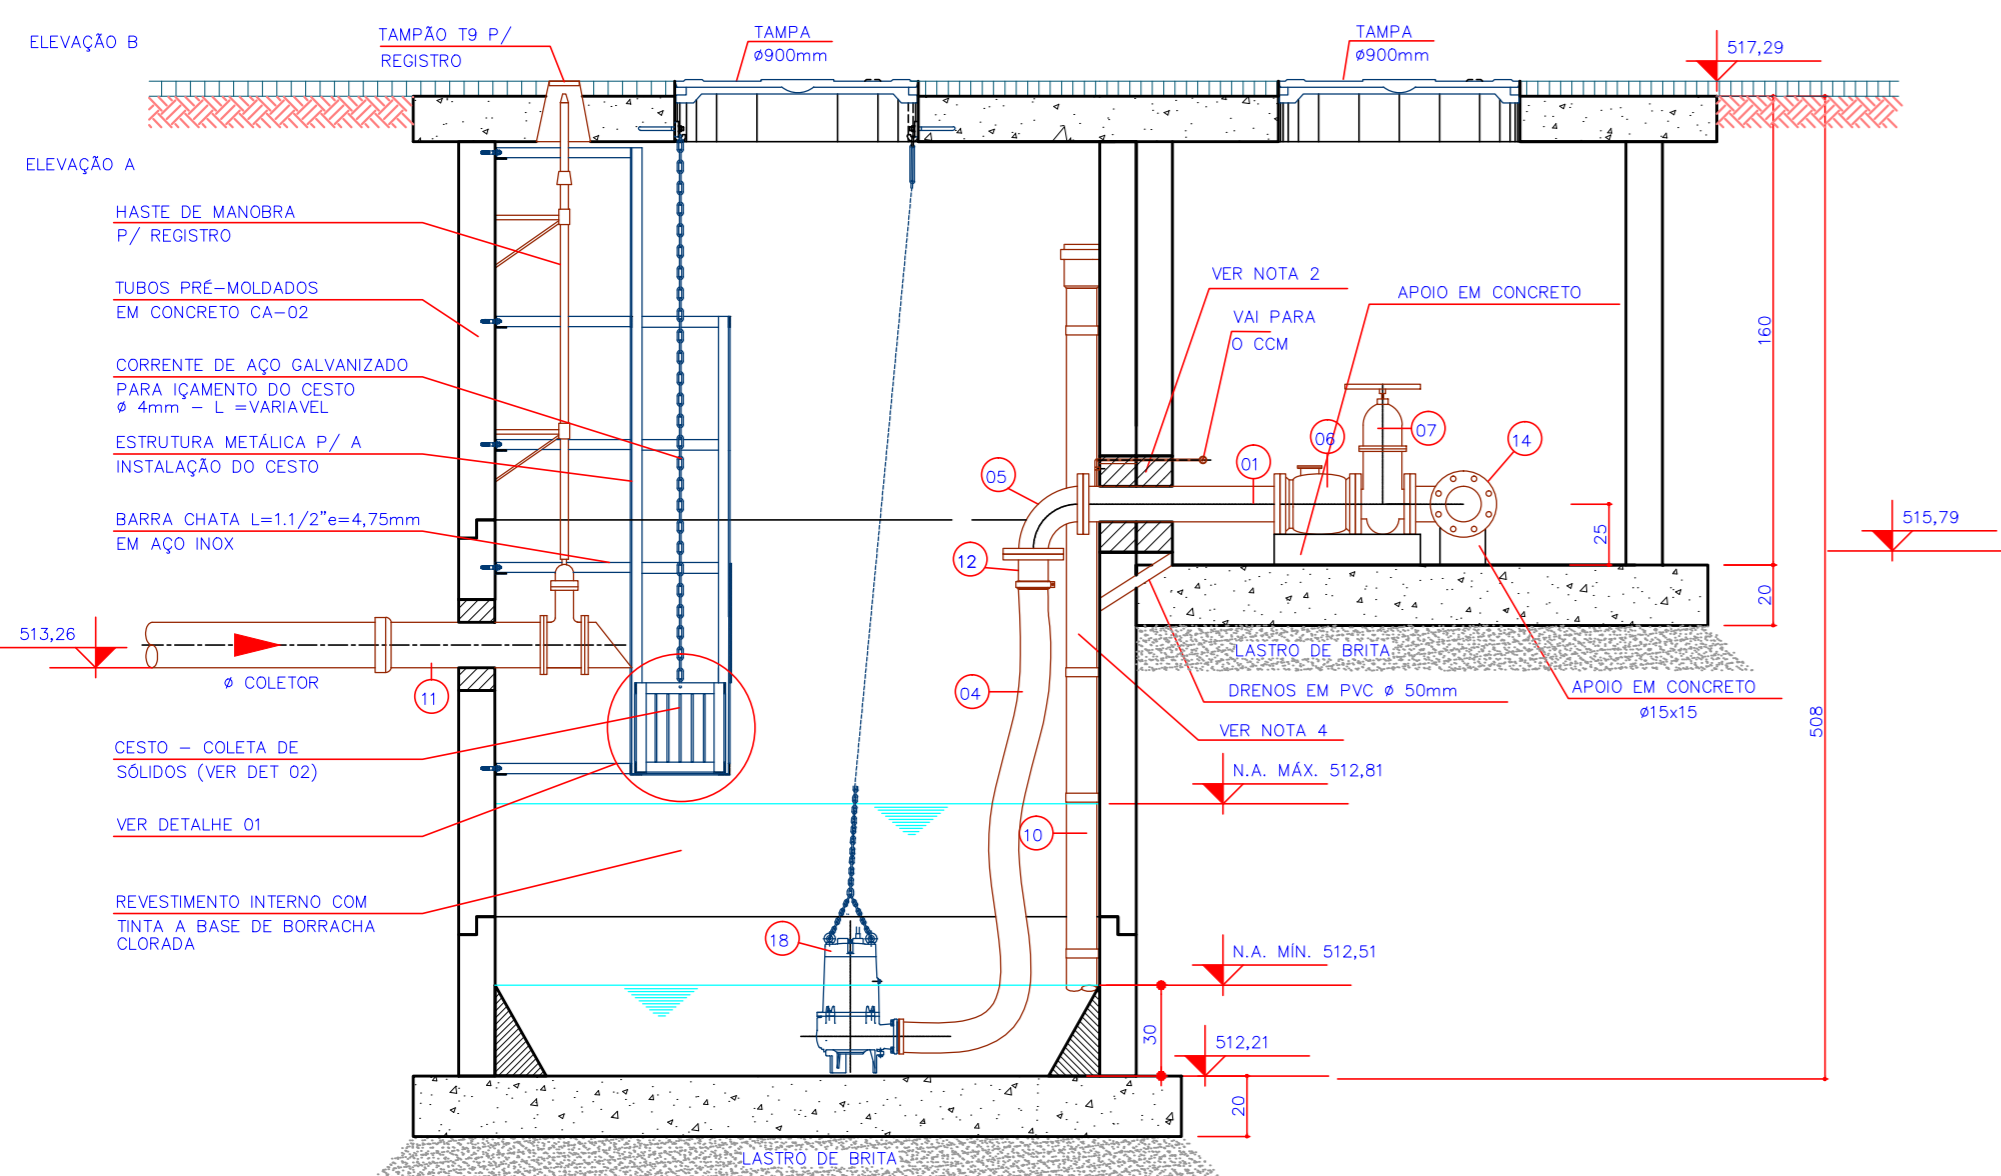 ELEVAÇÃO B
TAMPÃO T9 P/
REGISTRO
TAMPA
ø900mm
TAMPA
ø900mm
517,29
ELEVAÇÃO A
HASTE DE MANOBRA
P/ REGISTRO
TUBOS PRÉ-MOLDADOS
EM CONCRETO CA-02
CORRENTE DE AÇO GALVANIZADO
PARA IÇAMENTO DO CESTO
ø 4mm - L =VARIAVEL
ESTRUTURA METÁLICA P/ A
INSTALAÇÃO DO CESTO
BARRA CHATA L=1.1/2"e=4,75mm
EM AÇO INOX
513,26
ø COLETOR
11
CESTO - COLETA DE
SÓLIDOS (VER DET 02)
VER DETALHE 01
REVESTIMENTO INTERNO COM
TINTA A BASE DE BORRACHA
CLORADA
VER NOTA 2
VAI PARA
O CCM
APOIO EM CONCRETO
160
05
01
06
07
14
12
25
515,79
20
LASTRO DE BRITA
04
DRENOS EM PVC ø 50mm
APOIO EM CONCRETO
ø15x15
VER NOTA 4
508
N.A. MÁX. 512,81
10
18
N.A. MÍN. 512,51
30
512,21
20
LASTRO DE BRITA